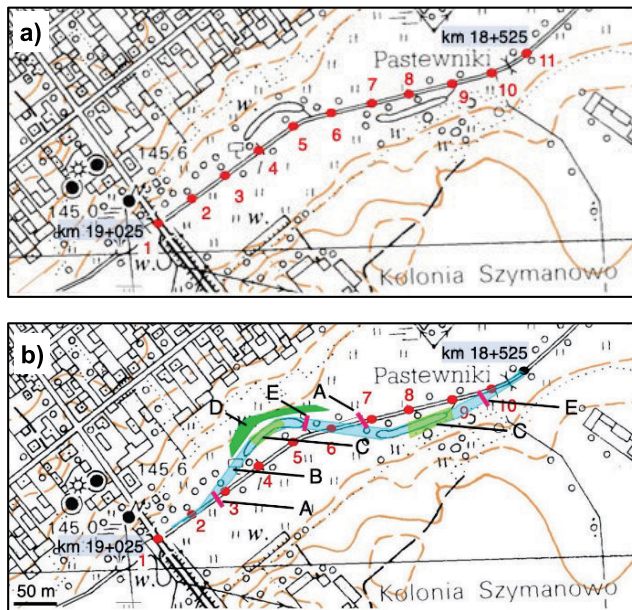 a)
Pastewniki
km 18+525
11
10
9
8
7
6
5
4
3
2
1
w.
145,6
145.0
km 19+025
w.
Kolonia Szymanowo
b)
km 18+525
Pastewniki
A
7
8
E
D
9
10
E
6
C
5
C
B
4
3
A
2
w.
145,6
145.0
km 19+025
1
w.
50 m
Kolonia Szymanowo